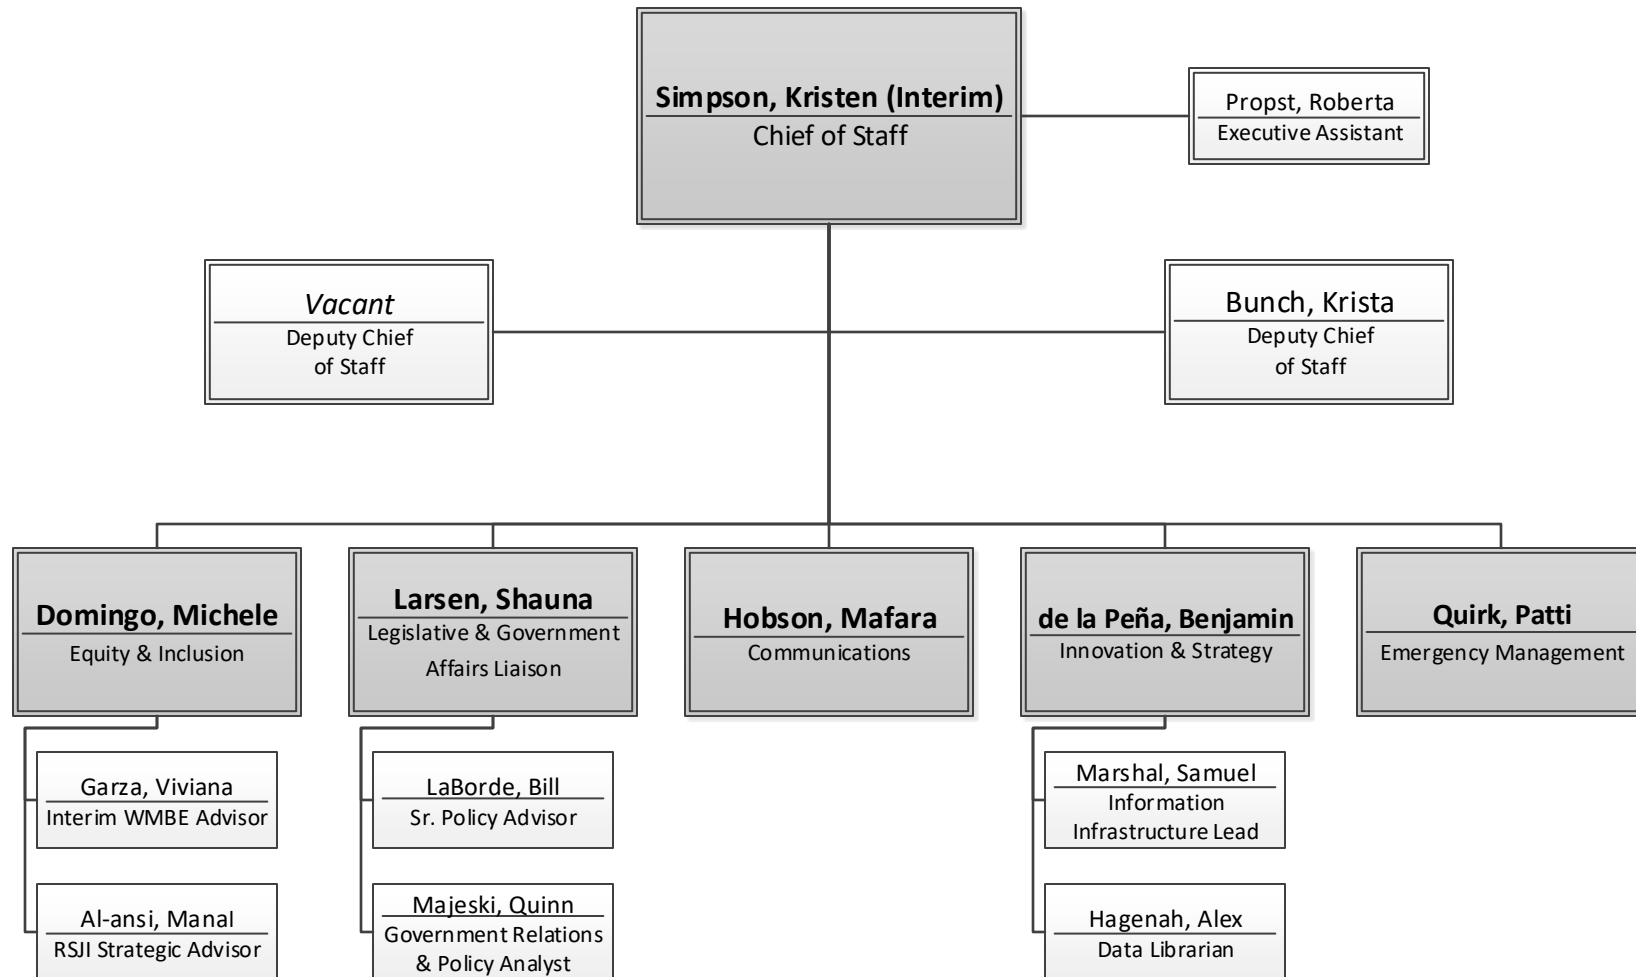 Simpson, Kristen (Interim)
Chief of Staff
Propst, Roberta
Executive Assistant
Vacant
Deputy Chief
of Staff
Bunch, Krista
Deputy Chief
of Staff
Domingo, Michele
Equity & Inclusion
Larsen, Shauna
Legislative & Government
Affairs Liaison
Hobson, Mafara
Communications
de la Peña, Benjamin
Innovation & Strategy
Quirk, Patti
Emergency Management
Garza, Viviana
Interim WMBE Advisor
Al-ansi, Manal
RSJI Strategic Advisor
LaBorde, Bill
Sr. Policy Advisor
Majeski, Quinn
Government Relations
& Policy Analyst
Marshal, Samuel
Information
Infrastructure Lead
Hagenah, Alex
Data Librarian